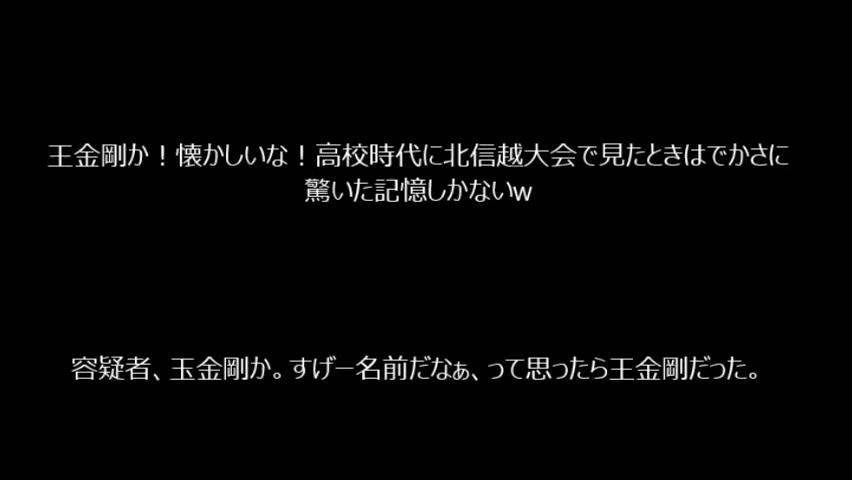 王金剛か！懐かしいな！高校時代に北信越大会で見たときはでかさに
驚いた記憶しかないw
容疑者、玉金剛か。すげー名前だなぁ、って思ったら王金剛だった。